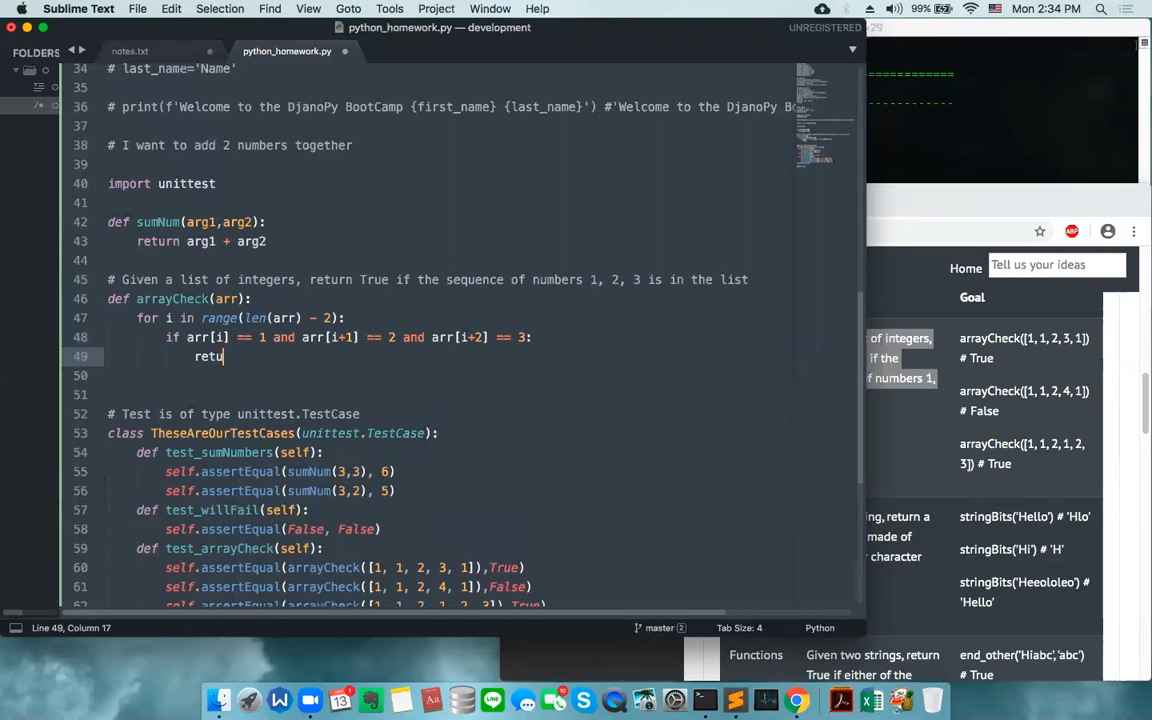 Sublime Text File Edit Selection Find View Goto Tools Project Window Help 99% Mon 2:34 PM
python_homework.py — development UNREGISTERED :29
FOLDERS notes.txt python_homework.py
34 # last_name='Name'
35
36 # print(f'Welcome to the DjanoPy BootCamp {first_name} {last_name}') #'Welcome to the DjanoPy B
37
38 # I want to add 2 numbers together
39
40 import unittest
41
42 def sumNum(arg1,arg2):
43 return arg1 + arg2
44
45 # Given a list of integers, return True if the sequence of numbers 1, 2, 3 is in the list
46 def arrayCheck(arr):
47 for i in range(len(arr) - 2):
48 if arr[i] == 1 and arr[i+1] == 2 and arr[i+2] == 3:
49 retu
50
51
52 # Test is of type unittest.TestCase
53 class TheseAreOurTestCases(unittest.TestCase):
54 def test_sumNumbers(self):
55 self.assertEqual(sumNum(3,3), 6)
56 self.assertEqual(sumNum(3,2), 5)
57 def test_willFail(self):
58 self.assertEqual(False, False)
59 def test_arrayCheck(self):
60 self.assertEqual(arrayCheck([1, 1, 2, 3, 1]),True)
61 self.assertEqual(arrayCheck([1, 1, 2, 4, 1]),False)
62 self.assertEqual(arrayCheck([1, 1, 2, 1, 2, 3]),True)
Line 49, Column 17 master 2 Tab Size: 4 Python
============
------------
ABP
Home Tell us your ideas
Goal
of integers,
if the
of numbers 1,
arrayCheck([1, 1, 2, 3, 1])
# True
arrayCheck([1, 1, 2, 4, 1])
# False
arrayCheck([1, 1, 2, 1, 2,
3]) # True
ing, return a
made of
er character
stringBits('Hello') # 'Hlo'
stringBits('Hi') # 'H'
stringBits('Heeololeo') #
'Hello'
Functions
Given two strings, return
True if either of the
end_other('Hiabc', 'abc')
# True
13 1
10